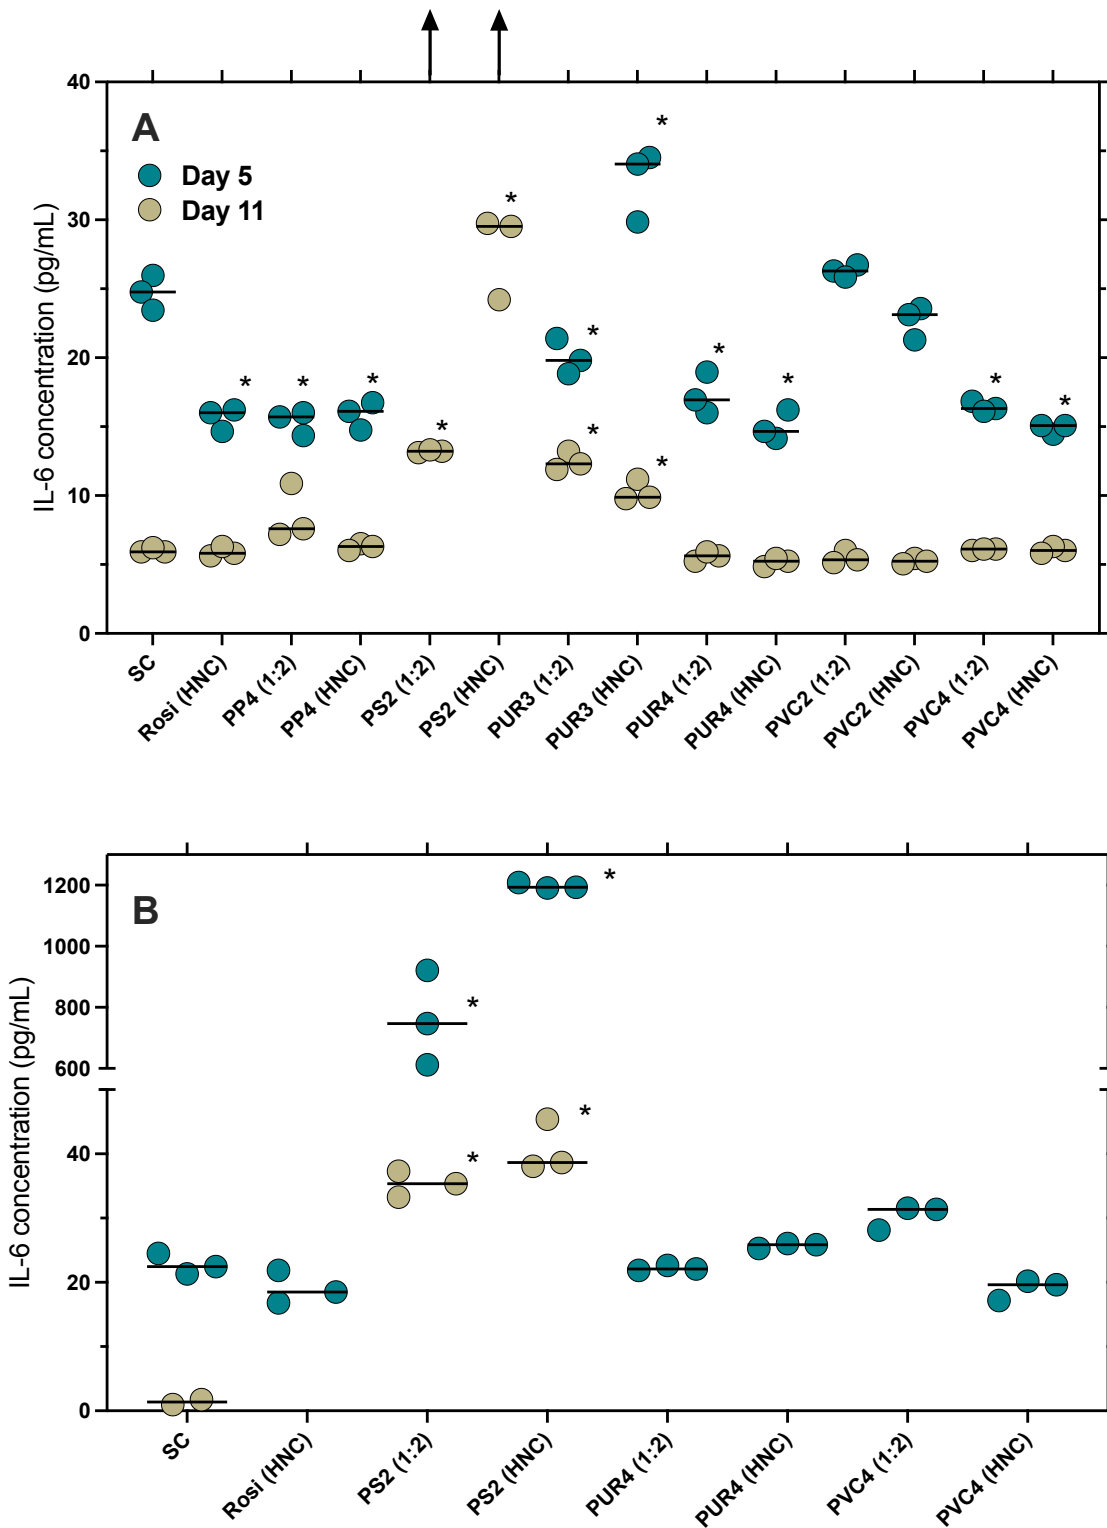 40
A
Day 5
Day 11
*
*
30
*
*
*
20
*
*
*
*
*
*
*
*
*
10
*
0
IL-6 concentration (pg/mL)
SC
Rosi (HNC)
PP4 (1:2)
PP4 (HNC)
PS2 (1:2)
PS2 (HNC)
PUR3 (1:2)
PUR3 (HNC)
PUR4 (1:2)
PUR4 (HNC)
PVC2 (1:2)
PVC2 (HNC)
PVC4 (1:2)
PVC4 (HNC)
1200
*
B
1000
800
*
600
*
40
*
20
0
IL-6 concentration (pg/mL)
SC
Rosi (HNC)
PS2 (1:2)
PS2 (HNC)
PUR4 (1:2)
PUR4 (HNC)
PVC4 (1:2)
PVC4 (HNC)